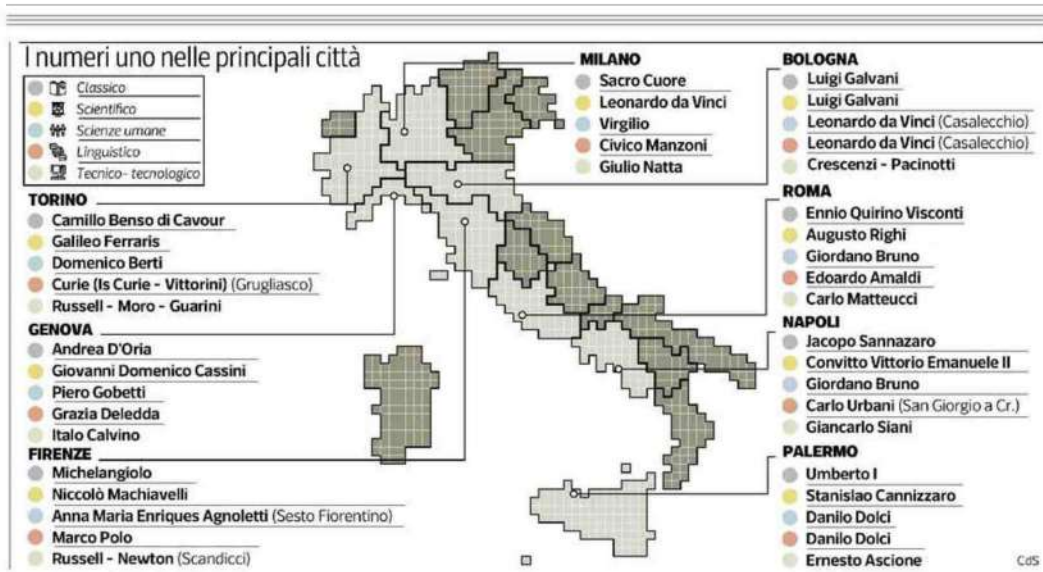 I numeri uno nelle principali città
Classico
Scientifico
Scienze umane
Linguistico
Tecnico- tecnologico
TORINO
Camillo Benso di Cavour
Galileo Ferraris
Domenico Berti
Curie (Is Curie - Vittorini) (Grugliasco)
Russell - Moro - Guarini
GENOVA
Andrea D'Oria
Giovanni Domenico Cassini
Piero Gobetti
Grazia Deledda
Italo Calvino
FIRENZE
Michelangiolo
Niccolò Machiavelli
Anna Maria Enriques Agnoletti (Sesto Fiorentino)
Marco Polo
Russell - Newton (Scandicci)
MILANO
Sacro Cuore
Leonardo da Vinci
Virgilio
Civico Manzoni
Giulio Natta
BOLOGNA
Luigi Galvani
Luigi Galvani
Leonardo da Vinci (Casalecchio)
Leonardo da Vinci (Casalecchio)
Crescenzi - Pacinotti
ROMA
Ennio Quirino Visconti
Augusto Righi
Giordano Bruno
Edoardo Amaldi
Carlo Matteucci
NAPOLI
Jacopo Sannazaro
Convitto Vittorio Emanuele II
Giordano Bruno
Carlo Urbani (San Giorgio a Cr.)
Giancarlo Siani
PALERMO
Umberto I
Stanislao Cannizzaro
Danilo Dolci
Danilo Dolci
Ernesto Ascione
CdS